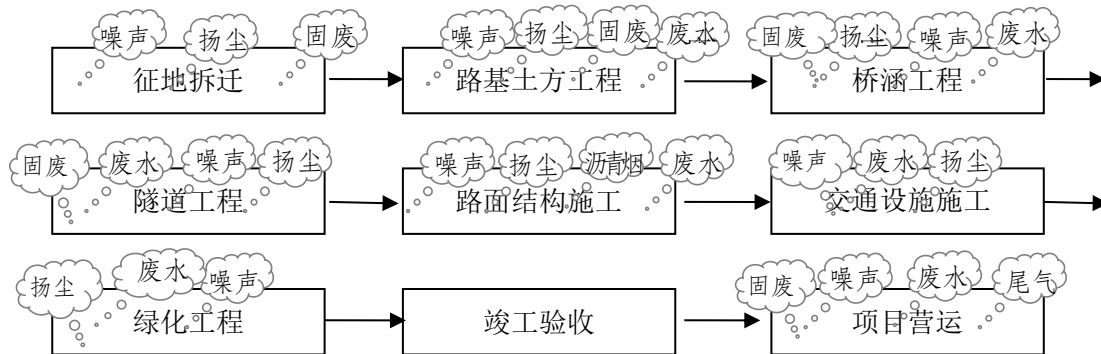 噪声 扬尘 固废 噪声 扬尘 固废 废水 固废 扬尘 噪声 废水
征地拆迁 路基土方工程 桥涵工程
固废 废水 噪声 扬尘 噪声 扬尘 沥青烟 废水 噪声 废水 扬尘
隧道工程 路面结构施工 交通设施施工
扬尘 废水 噪声 固废 噪声 废水 尾气
绿化工程 竣工验收 项目营运